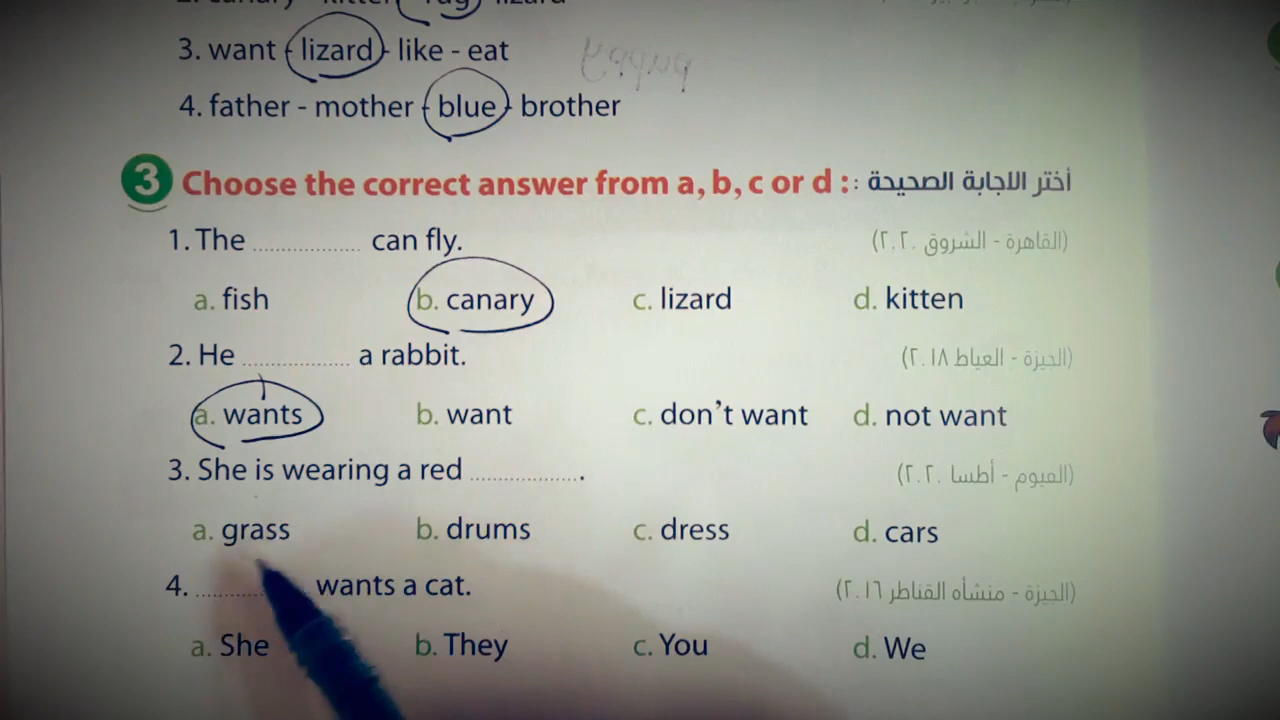 3. want - lizard - like - eat
4. father - mother - blue - brother
3 Choose the correct answer from a, b, c or d : : أختر الاجابة الصحيحة
1. The .................. can fly. (القاهرة - الشروق ٢٠٢٠)
a. fish b. canary c. lizard d. kitten
2. He .................. a rabbit. (الجيزة - العياط ٢٠١٨)
a. wants b. want c. don't want d. not want
3. She is wearing a red .................. . (الفيوم - أطسا ٢٠٢٠)
a. grass b. drums c. dress d. cars
4. .................. wants a cat. (الجيزة - منشأه القناطر ٢٠١٦)
a. She b. They c. You d. We